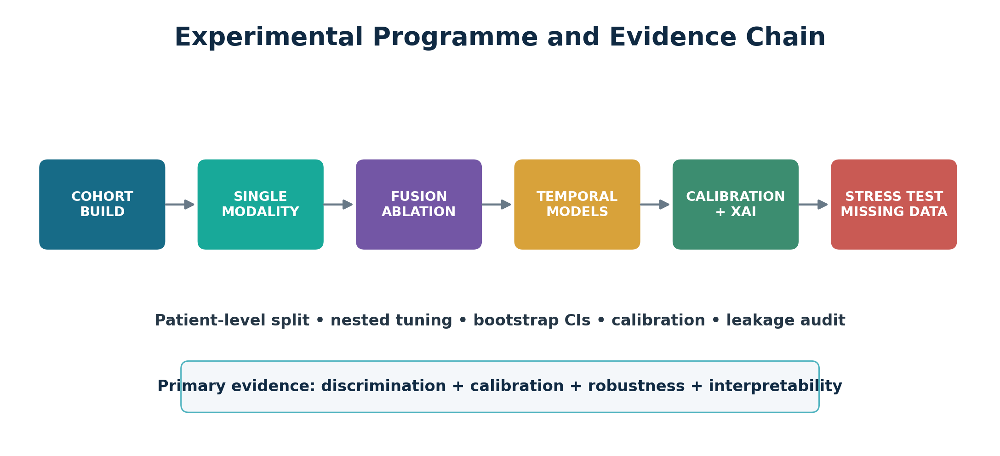 Experimental Programme and Evidence Chain
COHORT
BUILD
SINGLE
MODALITY
FUSION
ABLATION
TEMPORAL
MODELS
CALIBRATION
+ XAI
STRESS TEST
MISSING DATA
Patient-level split • nested tuning • bootstrap CIs • calibration • leakage audit
Primary evidence: discrimination + calibration + robustness + interpretability